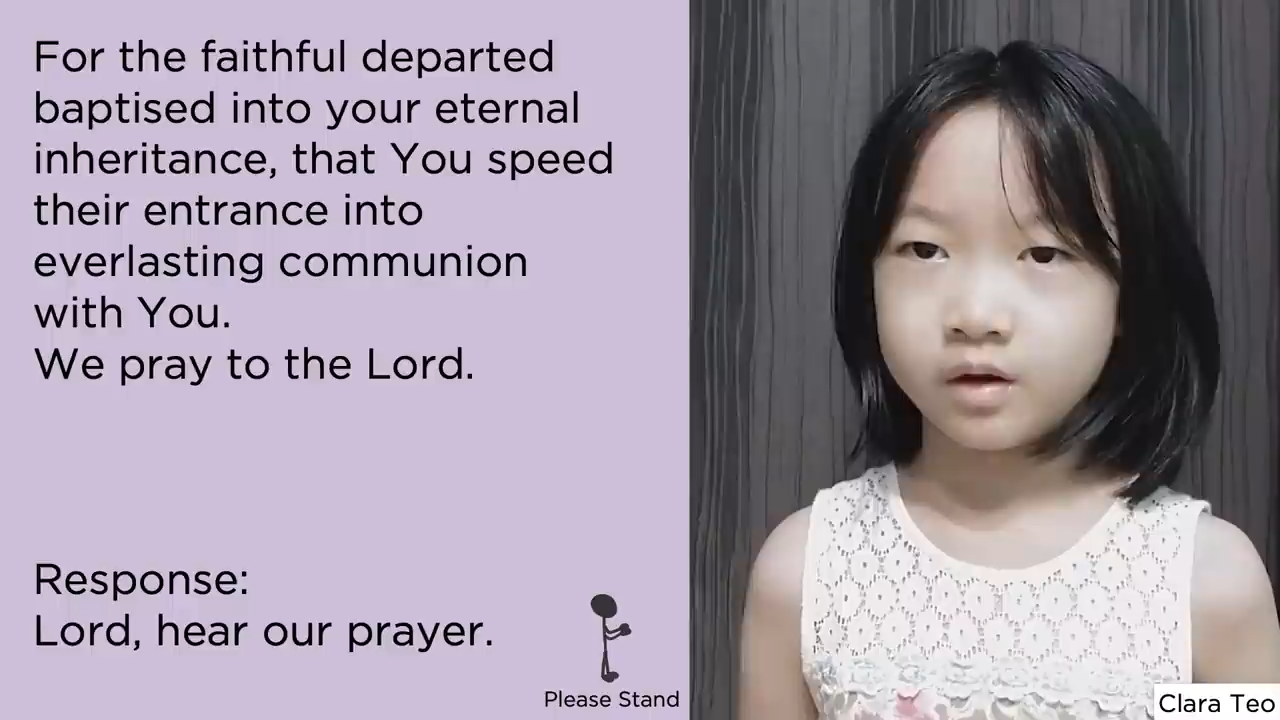 For the faithful departed
baptised into your eternal
inheritance, that You speed
their entrance into
everlasting communion
with You.
We pray to the Lord.
Response:
Lord, hear our prayer.
Please Stand
Clara Teo